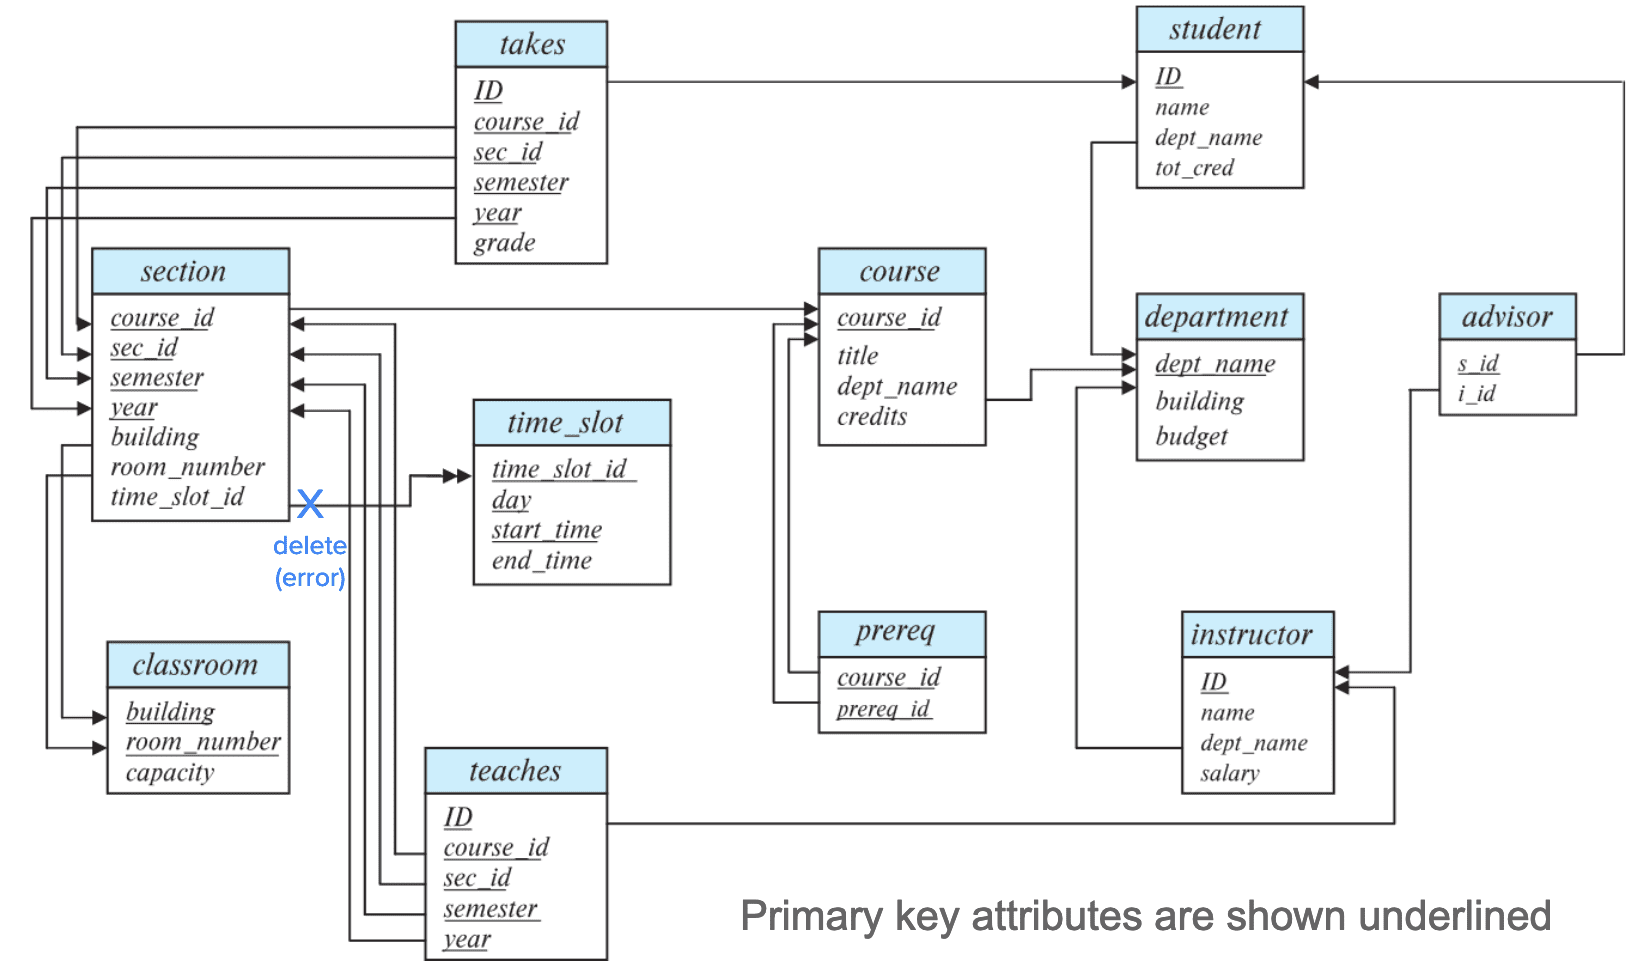 takes
ID
course_id
sec_id
semester
year
grade
student
ID
name
dept_name
tot_cred
section
course_id
sec_id
semester
year
building
room_number
time_slot_id
course
course_id
title
dept_name
credits
department
dept_name
building
budget
advisor
s_id
i_id
time_slot
time_slot_id
day
start_time
end_time
X
delete
(error)
prereq
course_id
prereq_id
instructor
ID
name
dept_name
salary
classroom
building
room_number
capacity
teaches
ID
course_id
sec_id
semester
year
Primary key attributes are shown underlined